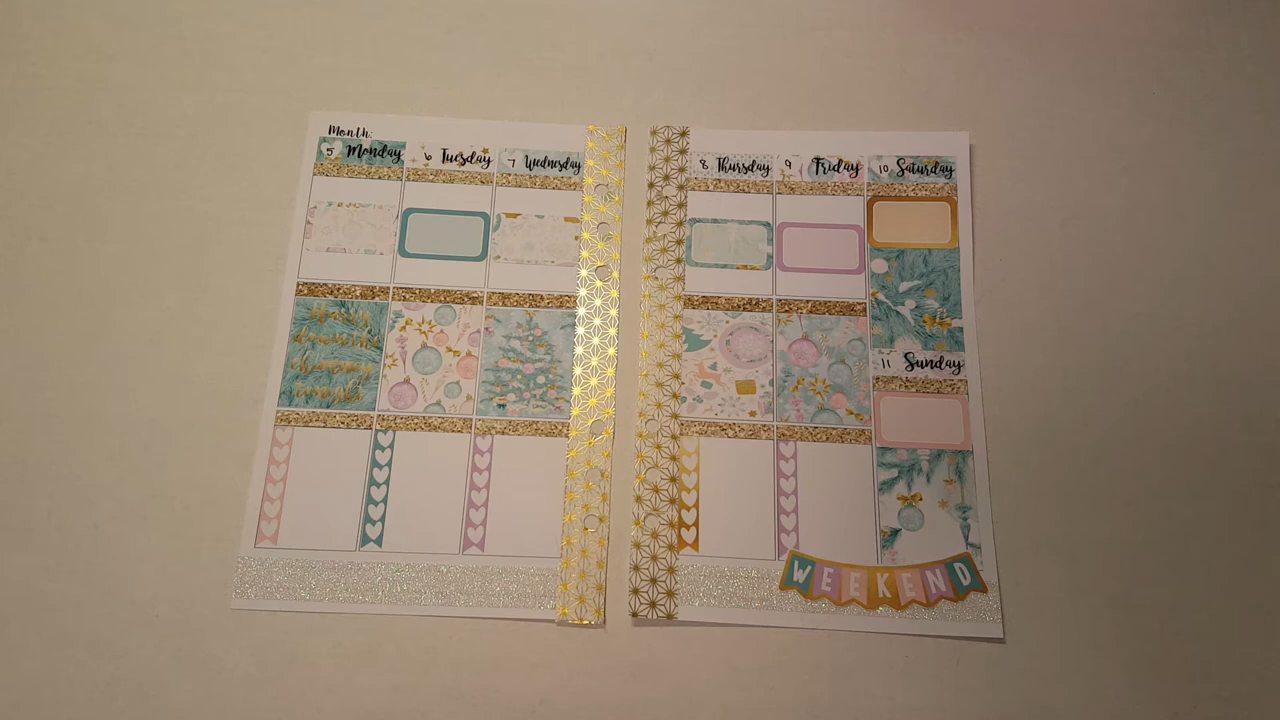 Month:
5 Monday
6 Tuesday
7 Wednesday
8 Thursday
9 Friday
10 Saturday
11 Sunday
WEEKEND